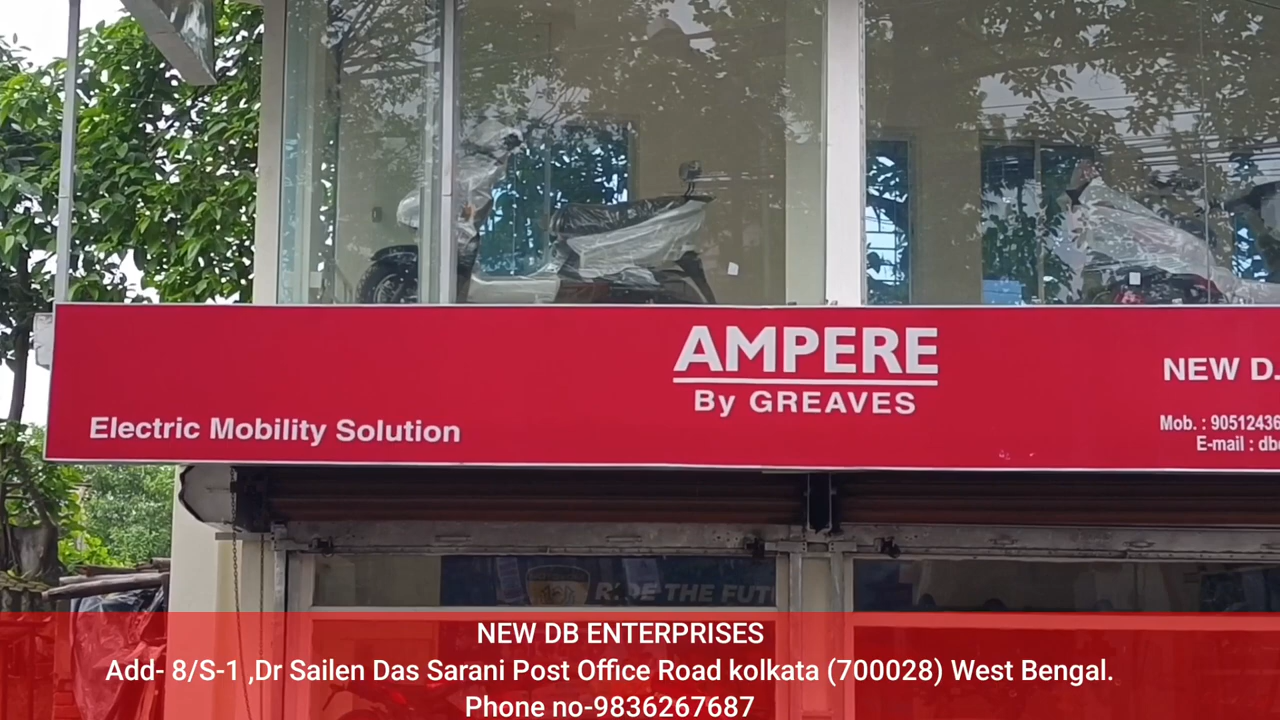 AMPERE
By GREAVES
Electric Mobility Solution
NEW D.
Mob. : 90512436
E-mail : db
RIDE THE FUT
NEW DB ENTERPRISES
Add- 8/S-1 ,Dr Sailen Das Sarani Post Office Road kolkata (700028) West Bengal.
Phone no-9836267687